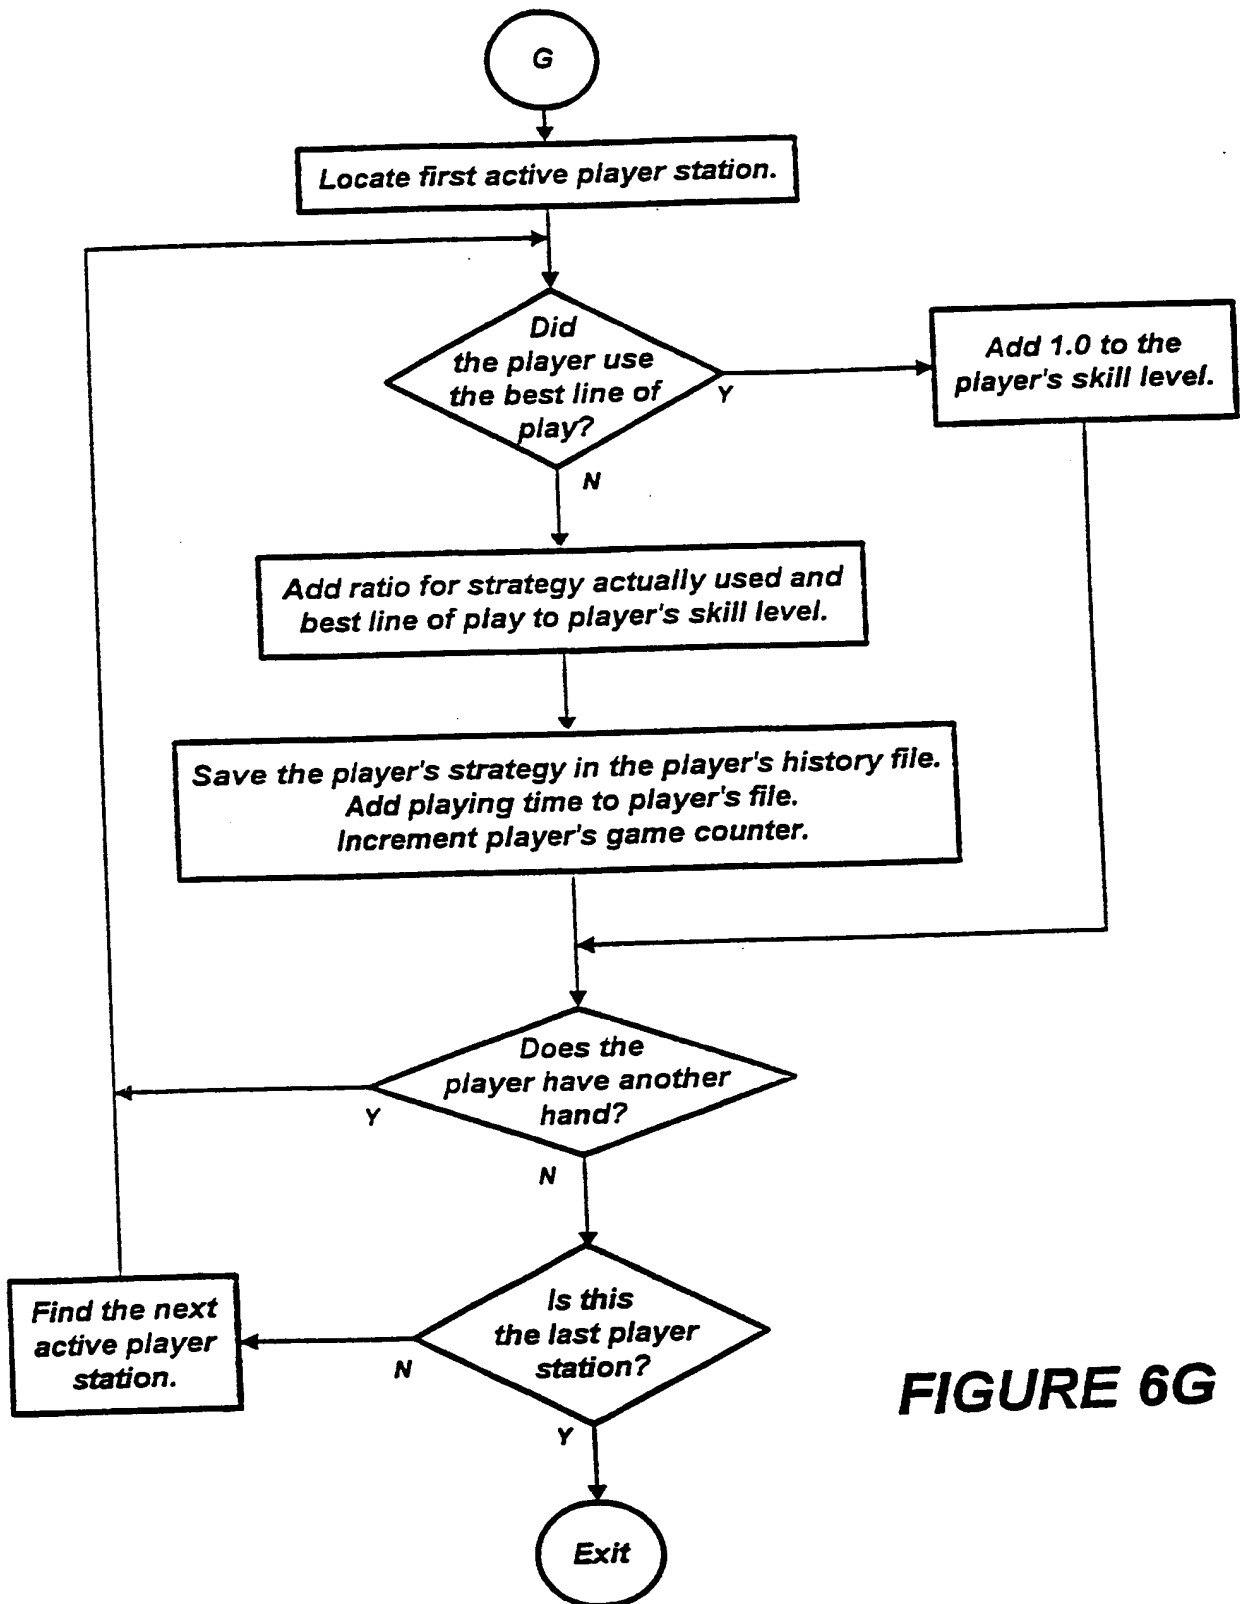 G
Locate first active player station.
Did
the player use
the best line of
play?
Y
Add 1.0 to the
player's skill level.
N
Add ratio for strategy actually used and
best line of play to player's skill level.
Save the player's strategy in the player's history file.
Add playing time to player's file.
Increment player's game counter.
Does the
player have another
hand?
Y
N
Is this
the last player
station?
N
Find the next
active player
station.
Y
Exit
FIGURE 6G